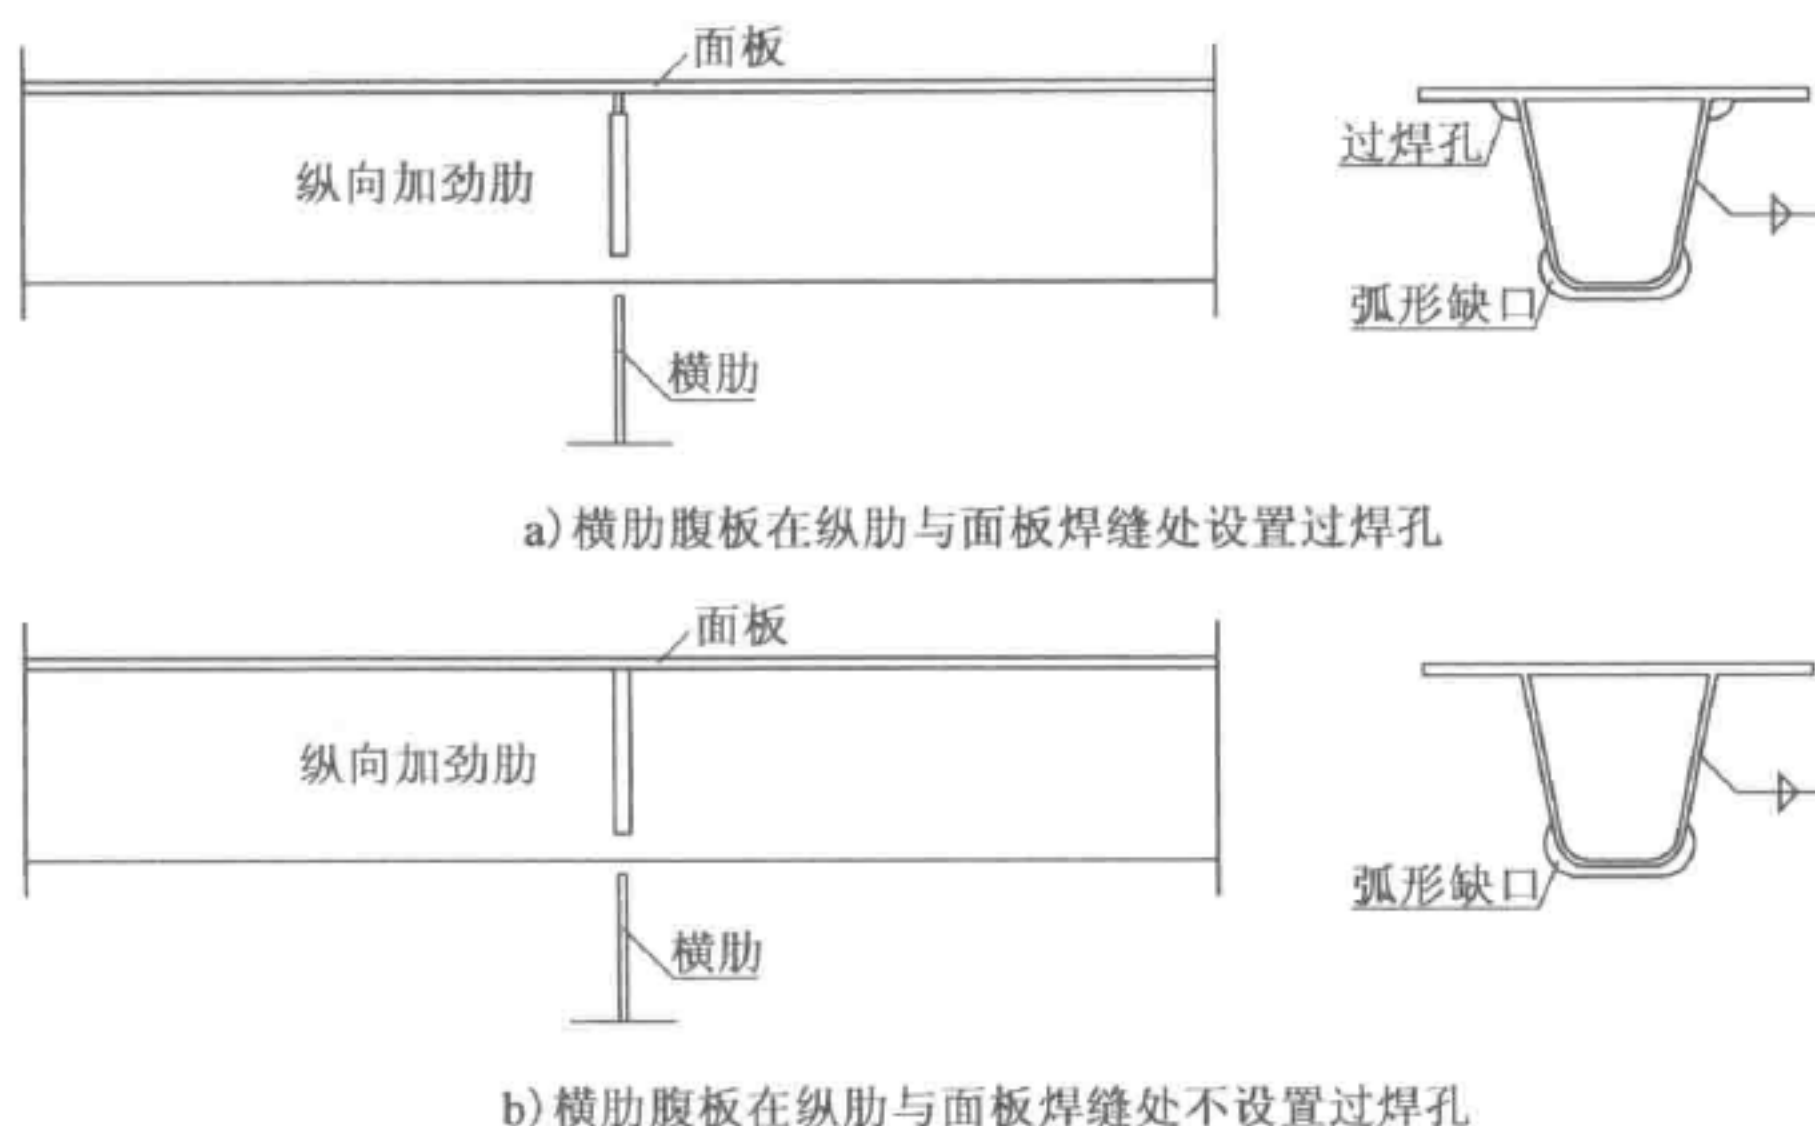 面板
纵向加劲肋
过焊孔
弧形缺口
横肋
a)横肋腹板在纵肋与面板焊缝处设置过焊孔
面板
纵向加劲肋
弧形缺口
横肋
b)横肋腹板在纵肋与面板焊缝处不设置过焊孔